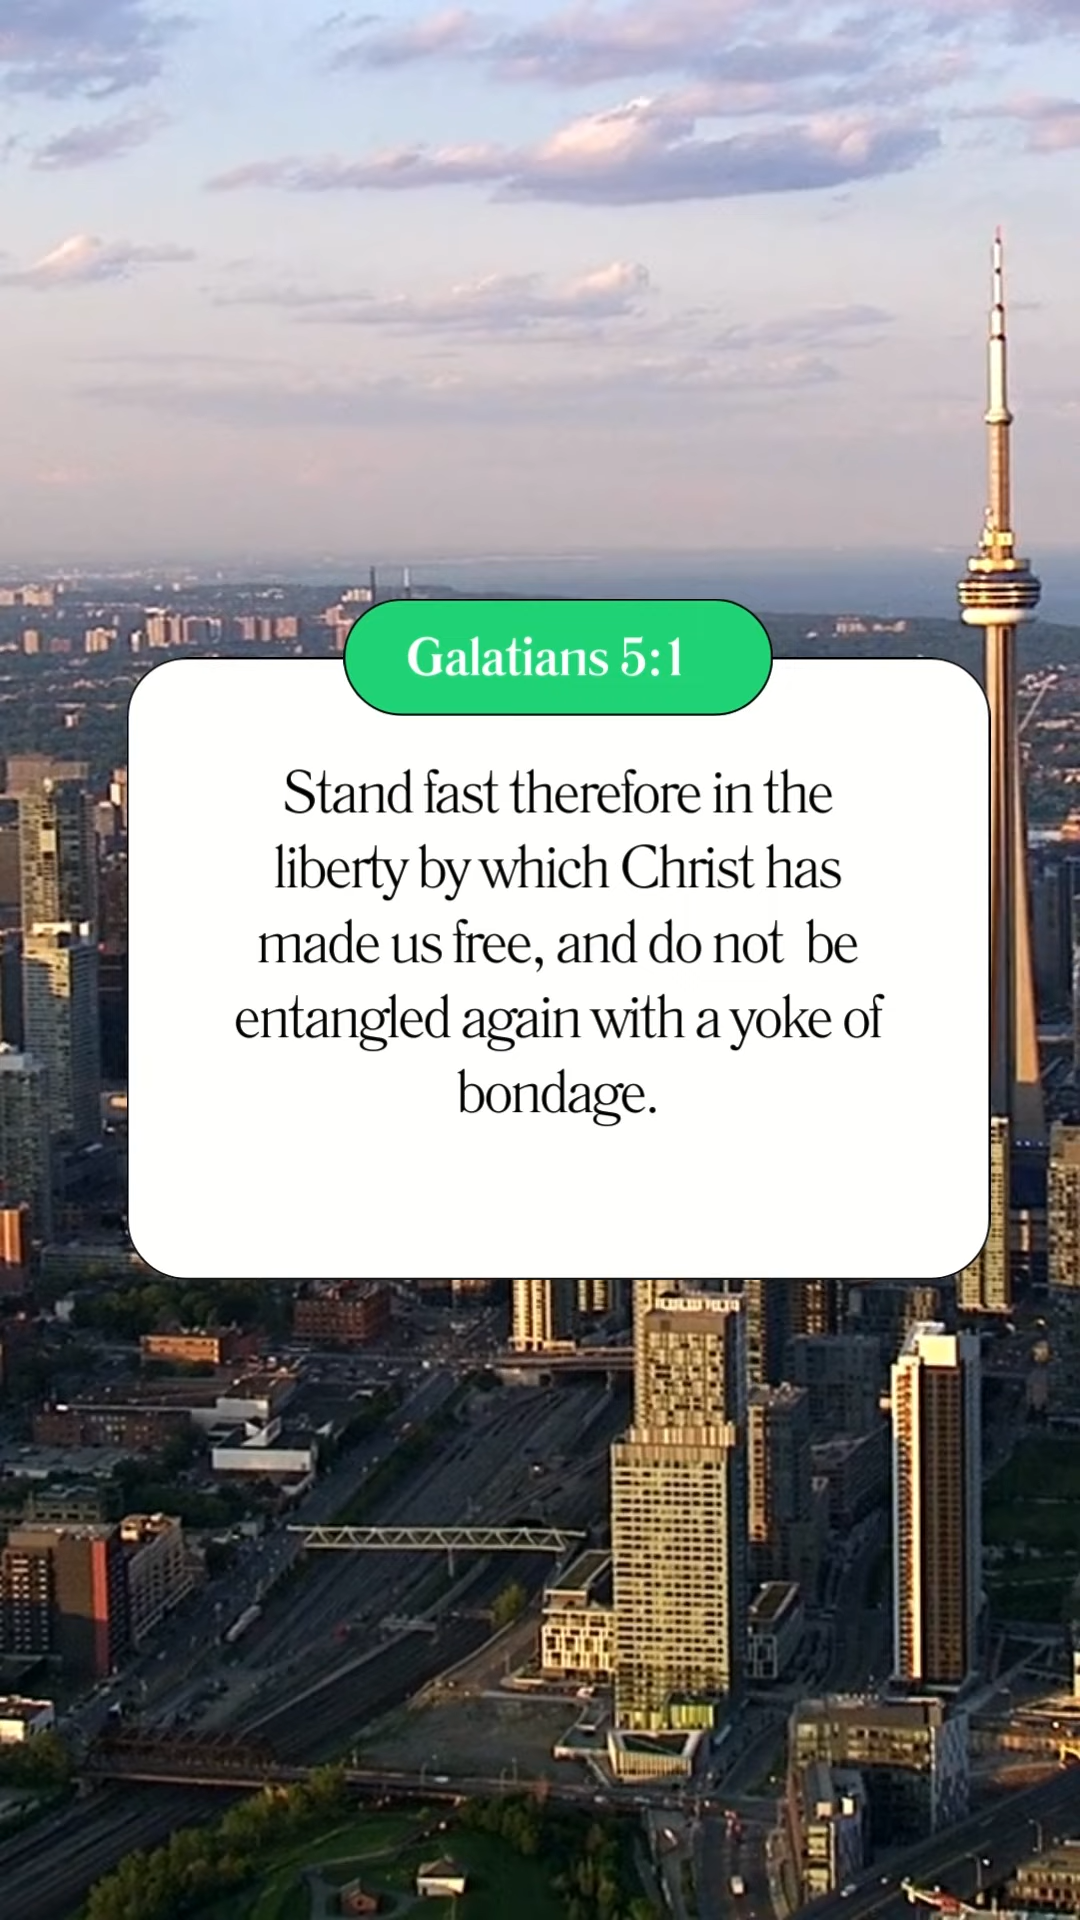 Galatians 5:1
Stand fast therefore in the
liberty by which Christ has
made us free, and do not  be
entangled again with a yoke of
bondage.